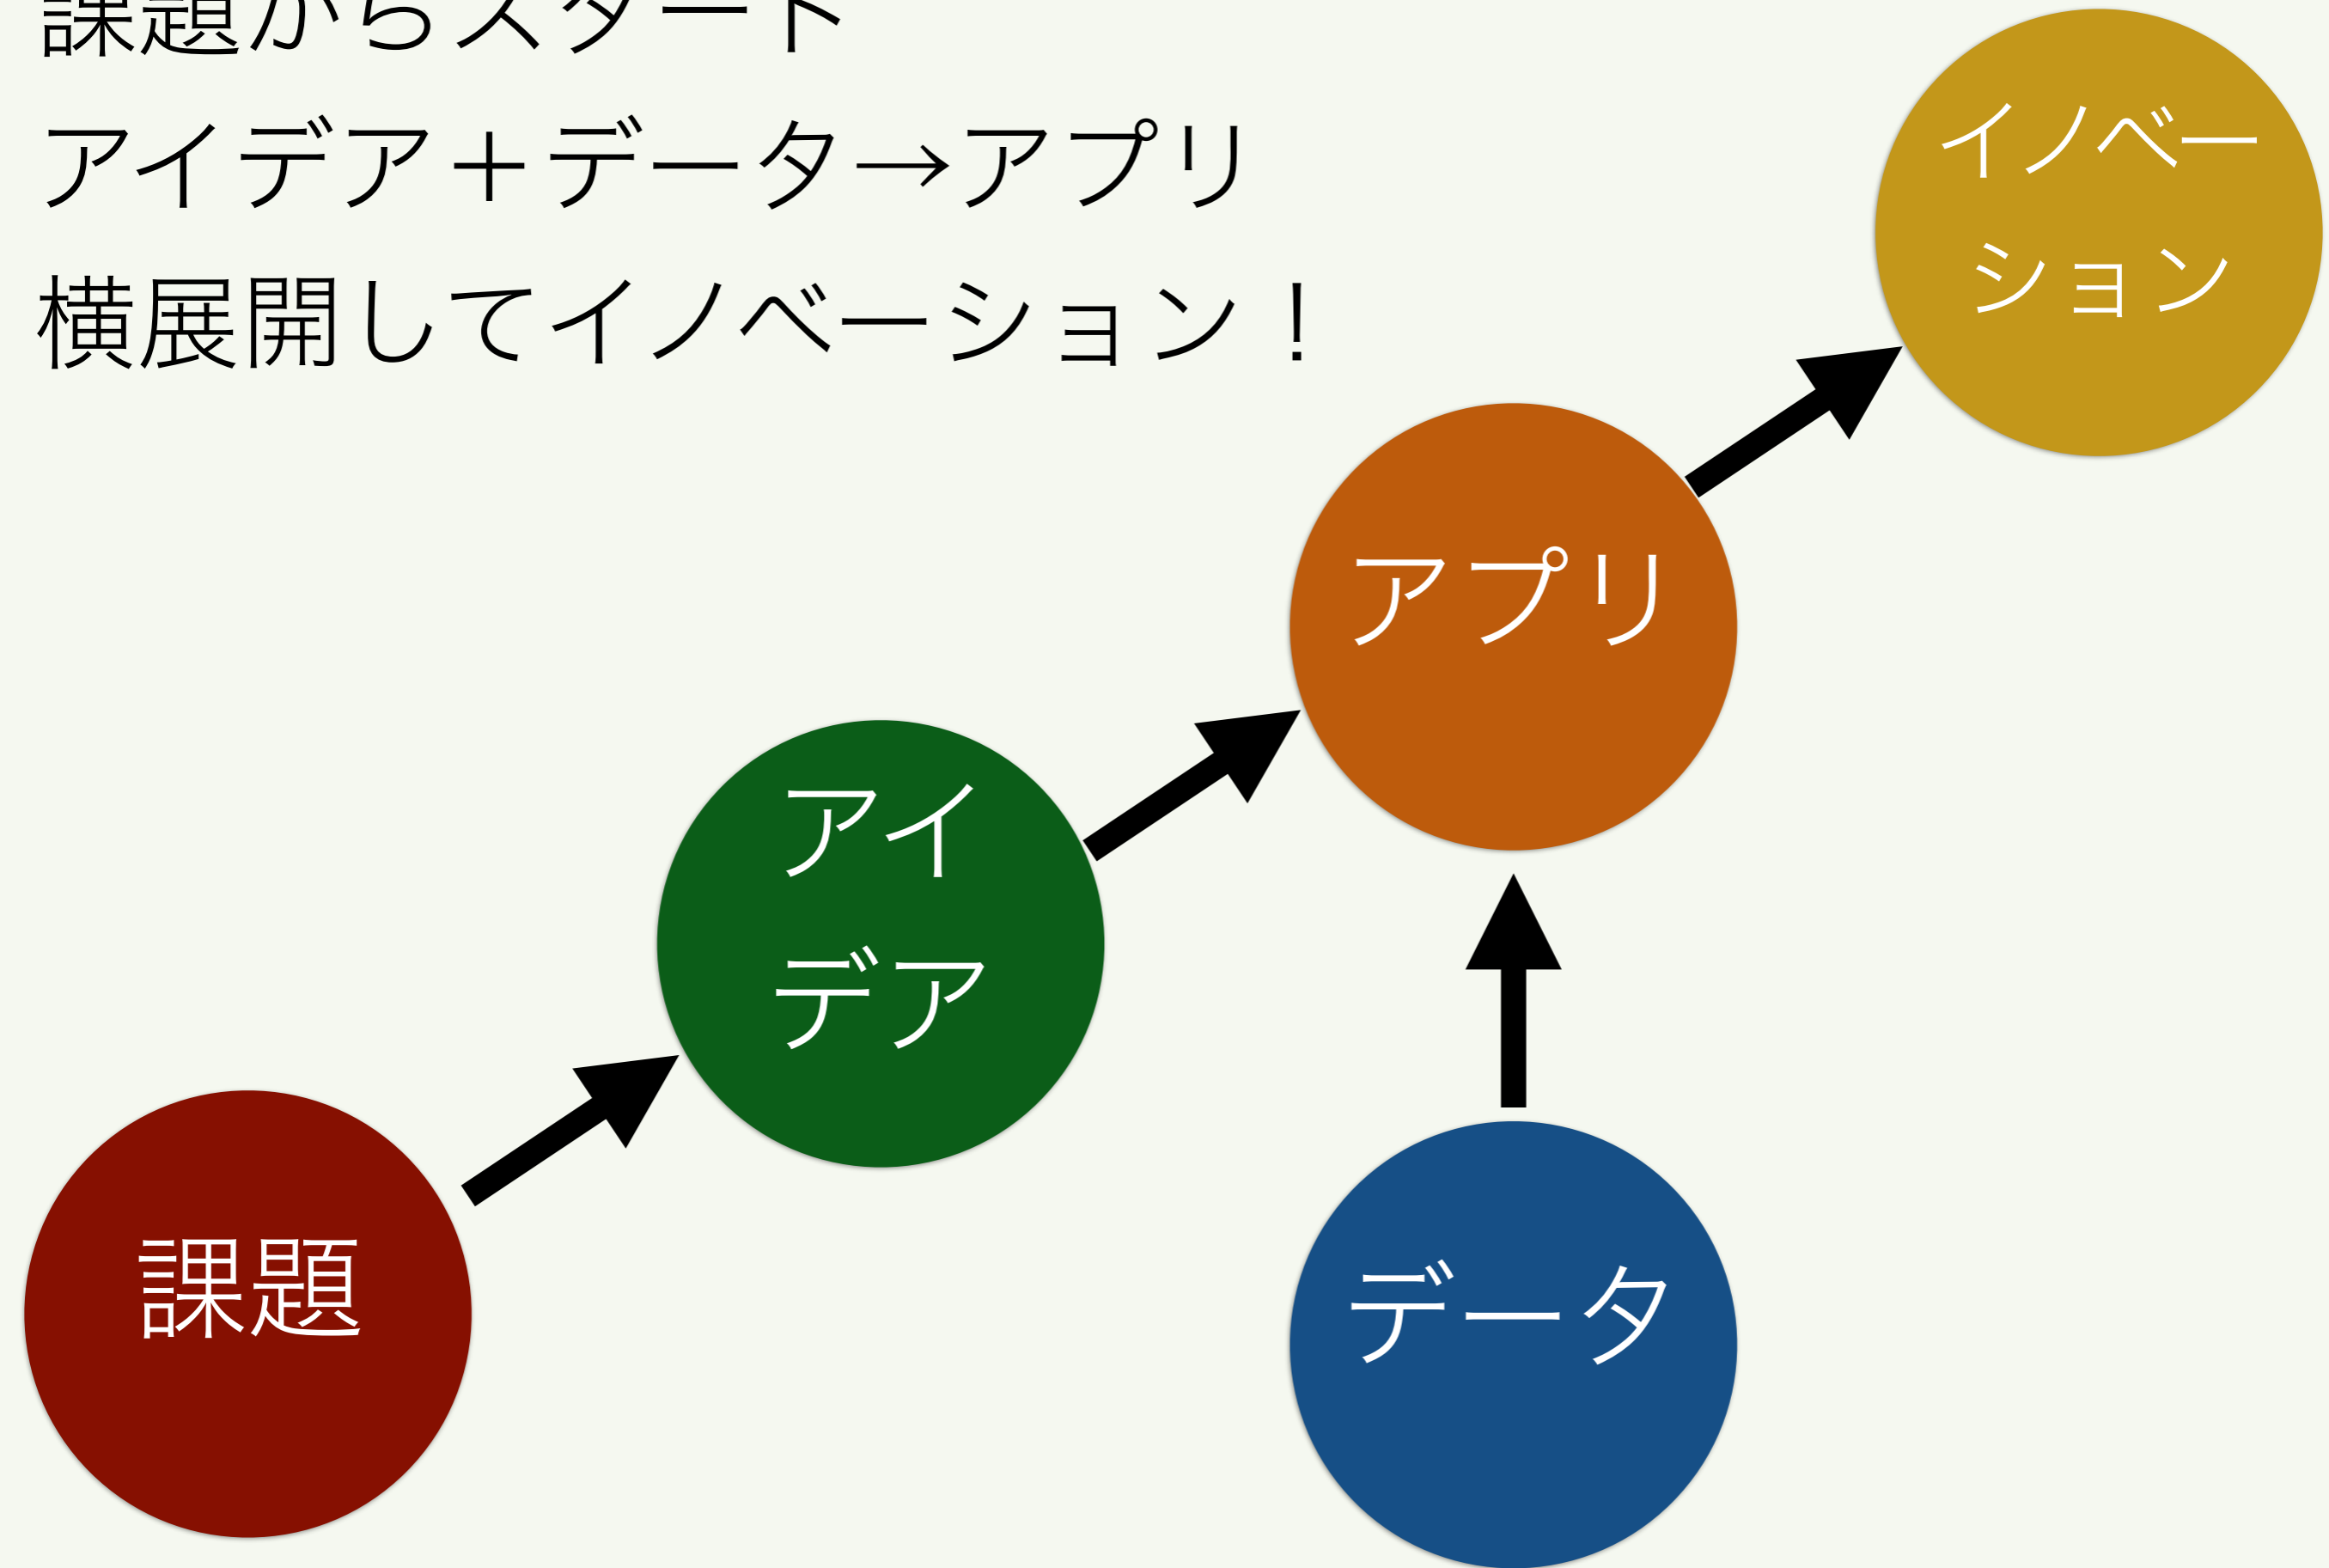 課題からスタート
アイデア+データ→アプリ
横展開してイノベーション!
イノベー
ション
アプリ
アイ
デア
課題
データ